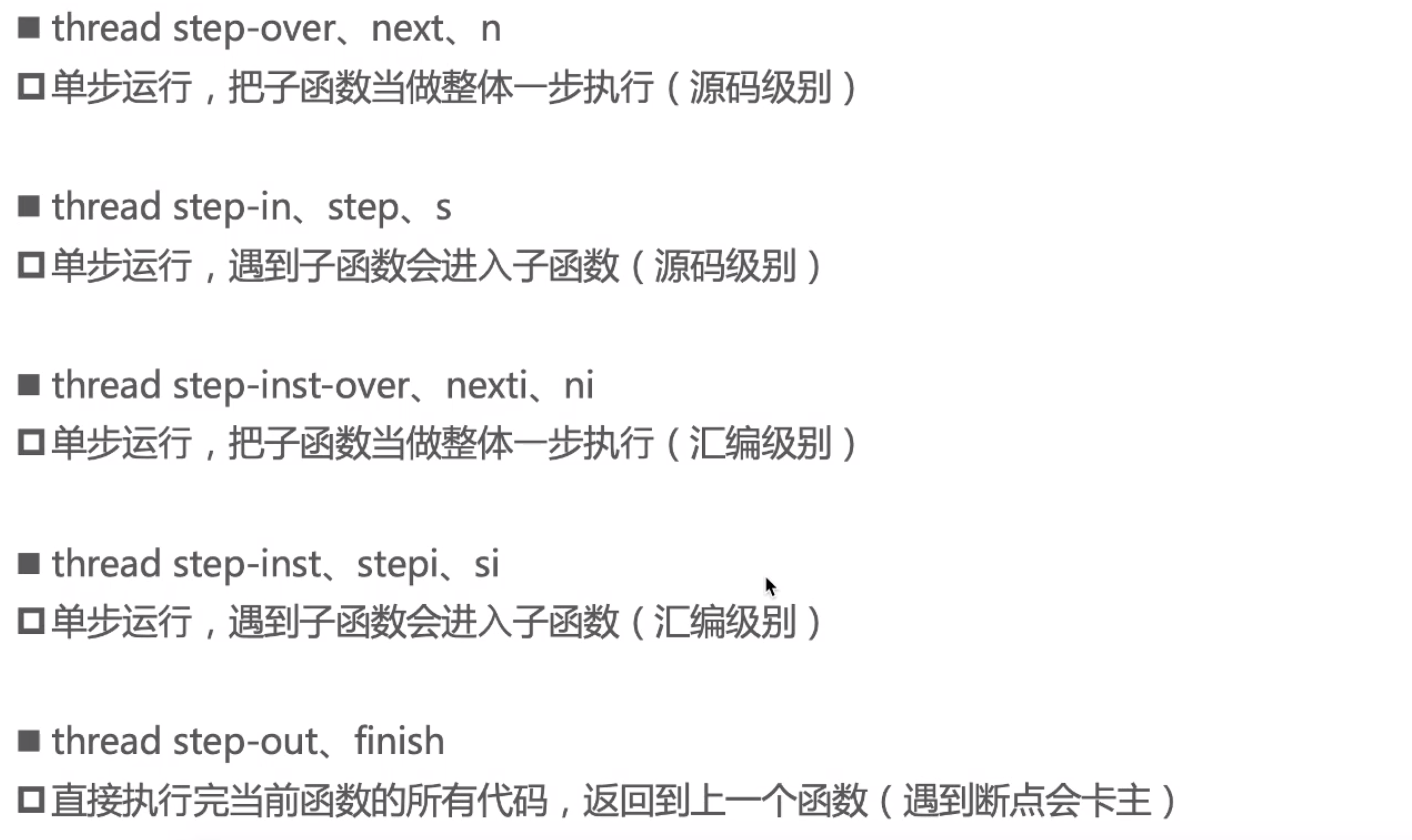 ■ thread step-over、next、n
□ 单步运行，把子函数当做整体一步执行（源码级别）
■ thread step-in、step、s
□ 单步运行，遇到子函数会进入子函数（源码级别）
■ thread step-inst-over、nexti、ni
□ 单步运行，把子函数当做整体一步执行（汇编级别）
■ thread step-inst、stepi、si
□ 单步运行，遇到子函数会进入子函数（汇编级别）
■ thread step-out、finish
□ 直接执行完当前函数的所有代码，返回到上一个函数（遇到断点会卡主）